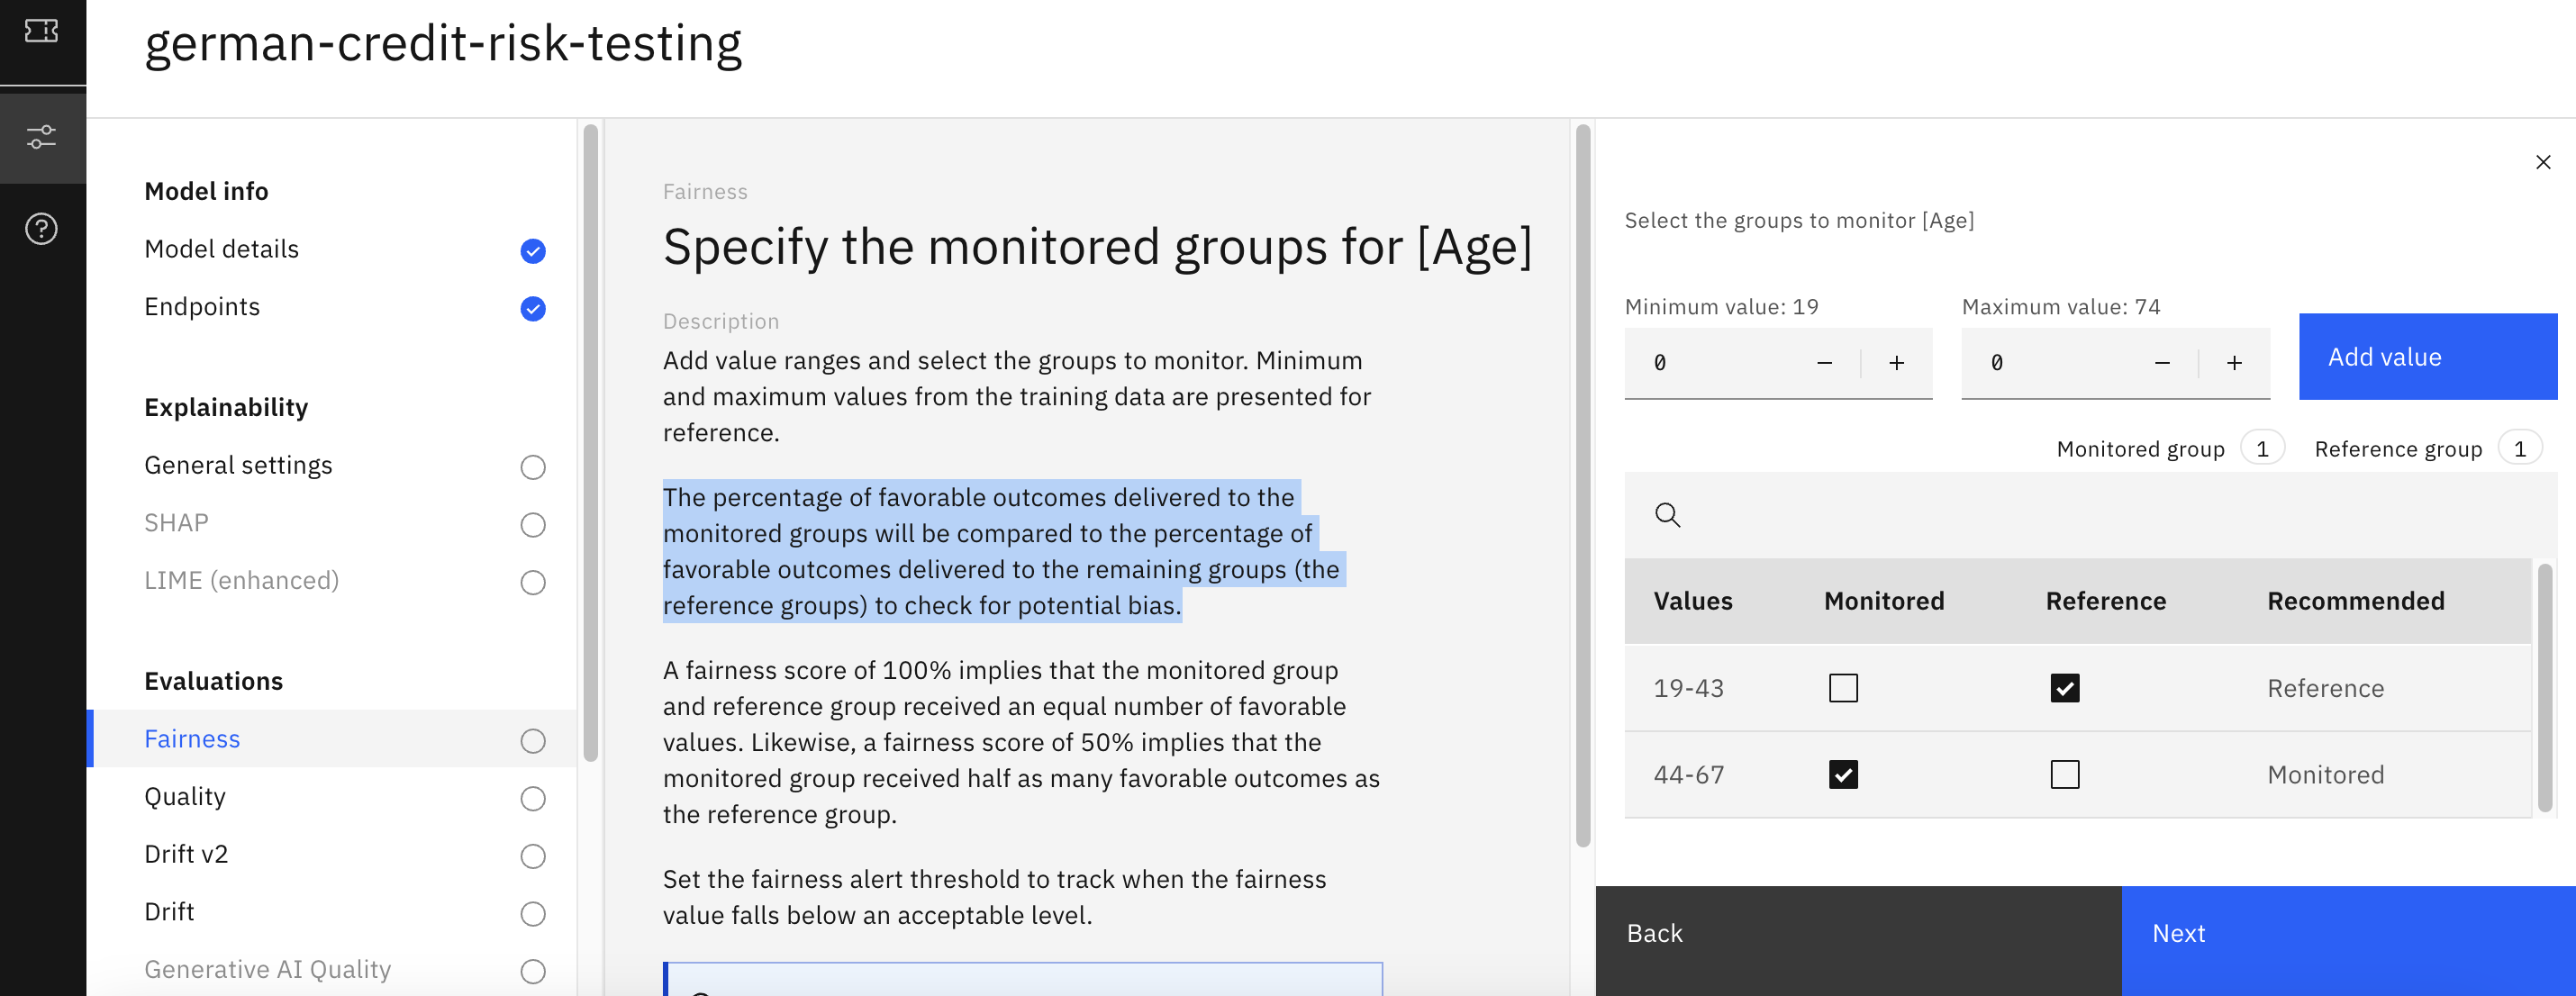 german-credit-risk-testing
Model info
Model details
Endpoints
Explainability
General settings
SHAP
LIME (enhanced)
Evaluations
Fairness
Quality
Drift v2
Drift
Generative AI Quality
Fairness
Specify the monitored groups for [Age]
Description
Add value ranges and select the groups to monitor. Minimum
and maximum values from the training data are presented for
reference.
The percentage of favorable outcomes delivered to the
monitored groups will be compared to the percentage of
favorable outcomes delivered to the remaining groups (the
reference groups) to check for potential bias.
A fairness score of 100% implies that the monitored group
and reference group received an equal number of favorable
values. Likewise, a fairness score of 50% implies that the
monitored group received half as many favorable outcomes as
the reference group.
Set the fairness alert threshold to track when the fairness
value falls below an acceptable level.
Select the groups to monitor [Age]
Minimum value: 19 Maximum value: 74
0 0 Add value
Monitored group 1 Reference group 1
Values Monitored Reference Recommended
19-43 Reference
44-67 Monitored
Back Next